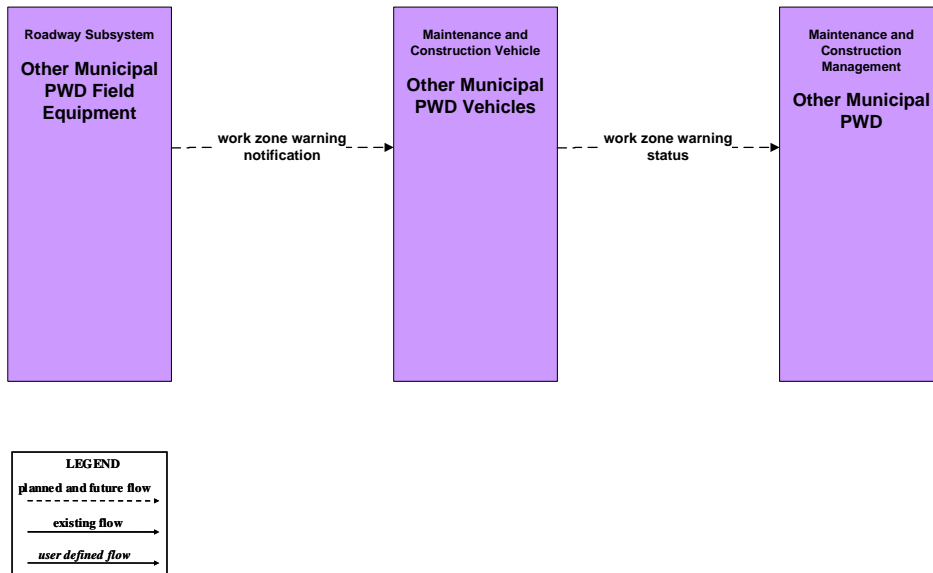 Roadway Subsystem
Other Municipal
PWD Field
Equipment
Maintenance and
Construction Vehicle
Other Municipal
PWD Vehicles
Maintenance and
Construction
Management
Other Municipal
PWD
work zone warning
notification
work zone warning
status
LEGEND
planned and future flow
existing flow
user defined flow